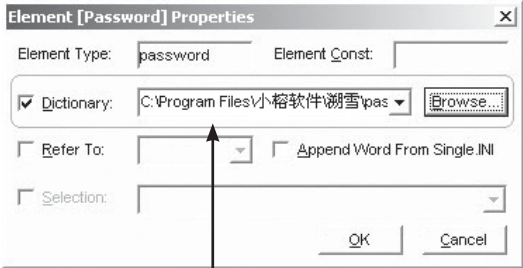 Element [Password] Properties
Element Type: password Element Const:
Dictionary: C:\Program Files\小榕软件\溯雪\pas Browse...
Refer To: Append Word From Single.INI
Selection:
OK Cancel